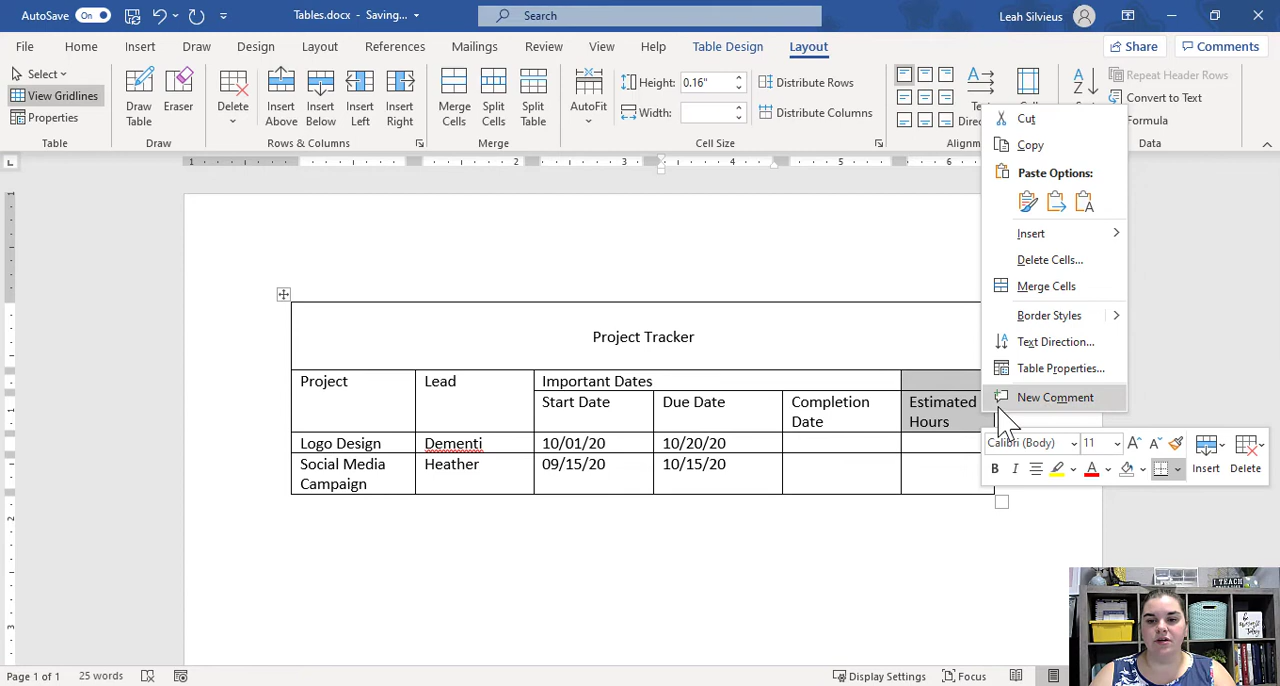 AutoSave On Tables.docx - Saving... Search Leah Silvieus
File Home Insert Draw Design Layout References Mailings Review View Help Table Design Layout Share Comments
Select
View Gridlines
Properties
Table
Draw Table
Eraser
Draw
Delete
Insert Above
Insert Below
Insert Left
Insert Right
Rows & Columns
Merge Cells
Split Cells
Split Table
Merge
AutoFit
Height: 0.16"
Width:
Distribute Rows
Distribute Columns
Cell Size
Repeat Header Rows
Convert to Text
Formula
Data
Cut
Copy
Paste Options:
Insert
Delete Cells...
Merge Cells
Border Styles
Text Direction...
Table Properties...
New Comment
Calibri (Body) 11
Insert Delete
Project Tracker
Project Lead Important Dates
Start Date Due Date Completion Date Estimated Hours
Logo Design Dementi 10/01/20 10/20/20
Social Media Campaign Heather 09/15/20 10/15/20
I TEACH
Page 1 of 1 25 words Display Settings Focus